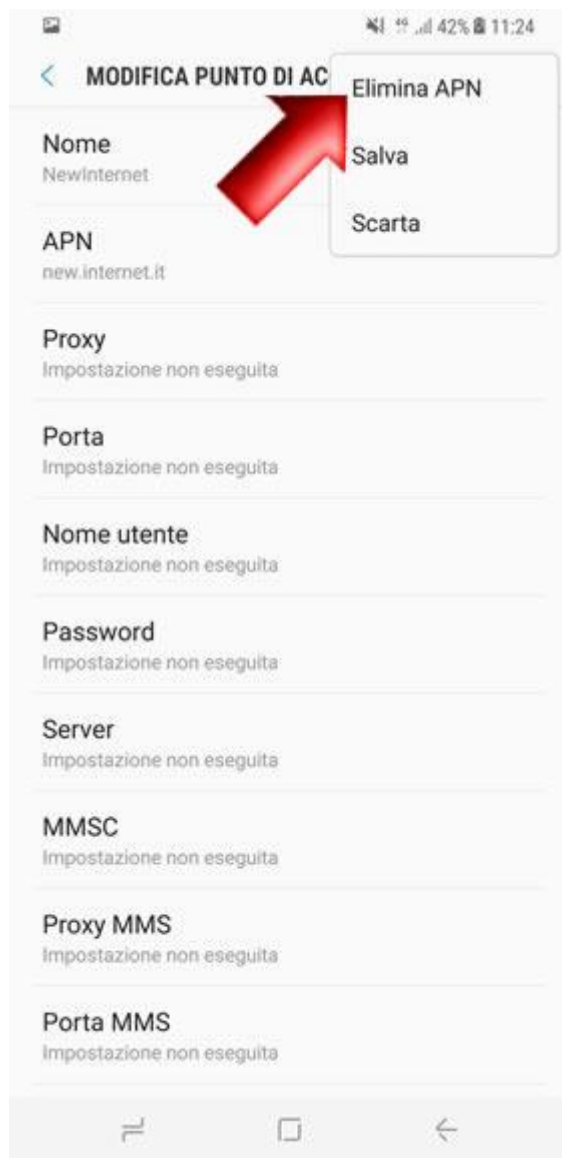 42% 11:24
MODIFICA PUNTO DI AC
Elimina APN
Salva
Scarta
Nome
NewInternet
APN
new.internet.it
Proxy
Impostazione non eseguita
Porta
Impostazione non eseguita
Nome utente
Impostazione non eseguita
Password
Impostazione non eseguita
Server
Impostazione non eseguita
MMSC
Impostazione non eseguita
Proxy MMS
Impostazione non eseguita
Porta MMS
Impostazione non eseguita